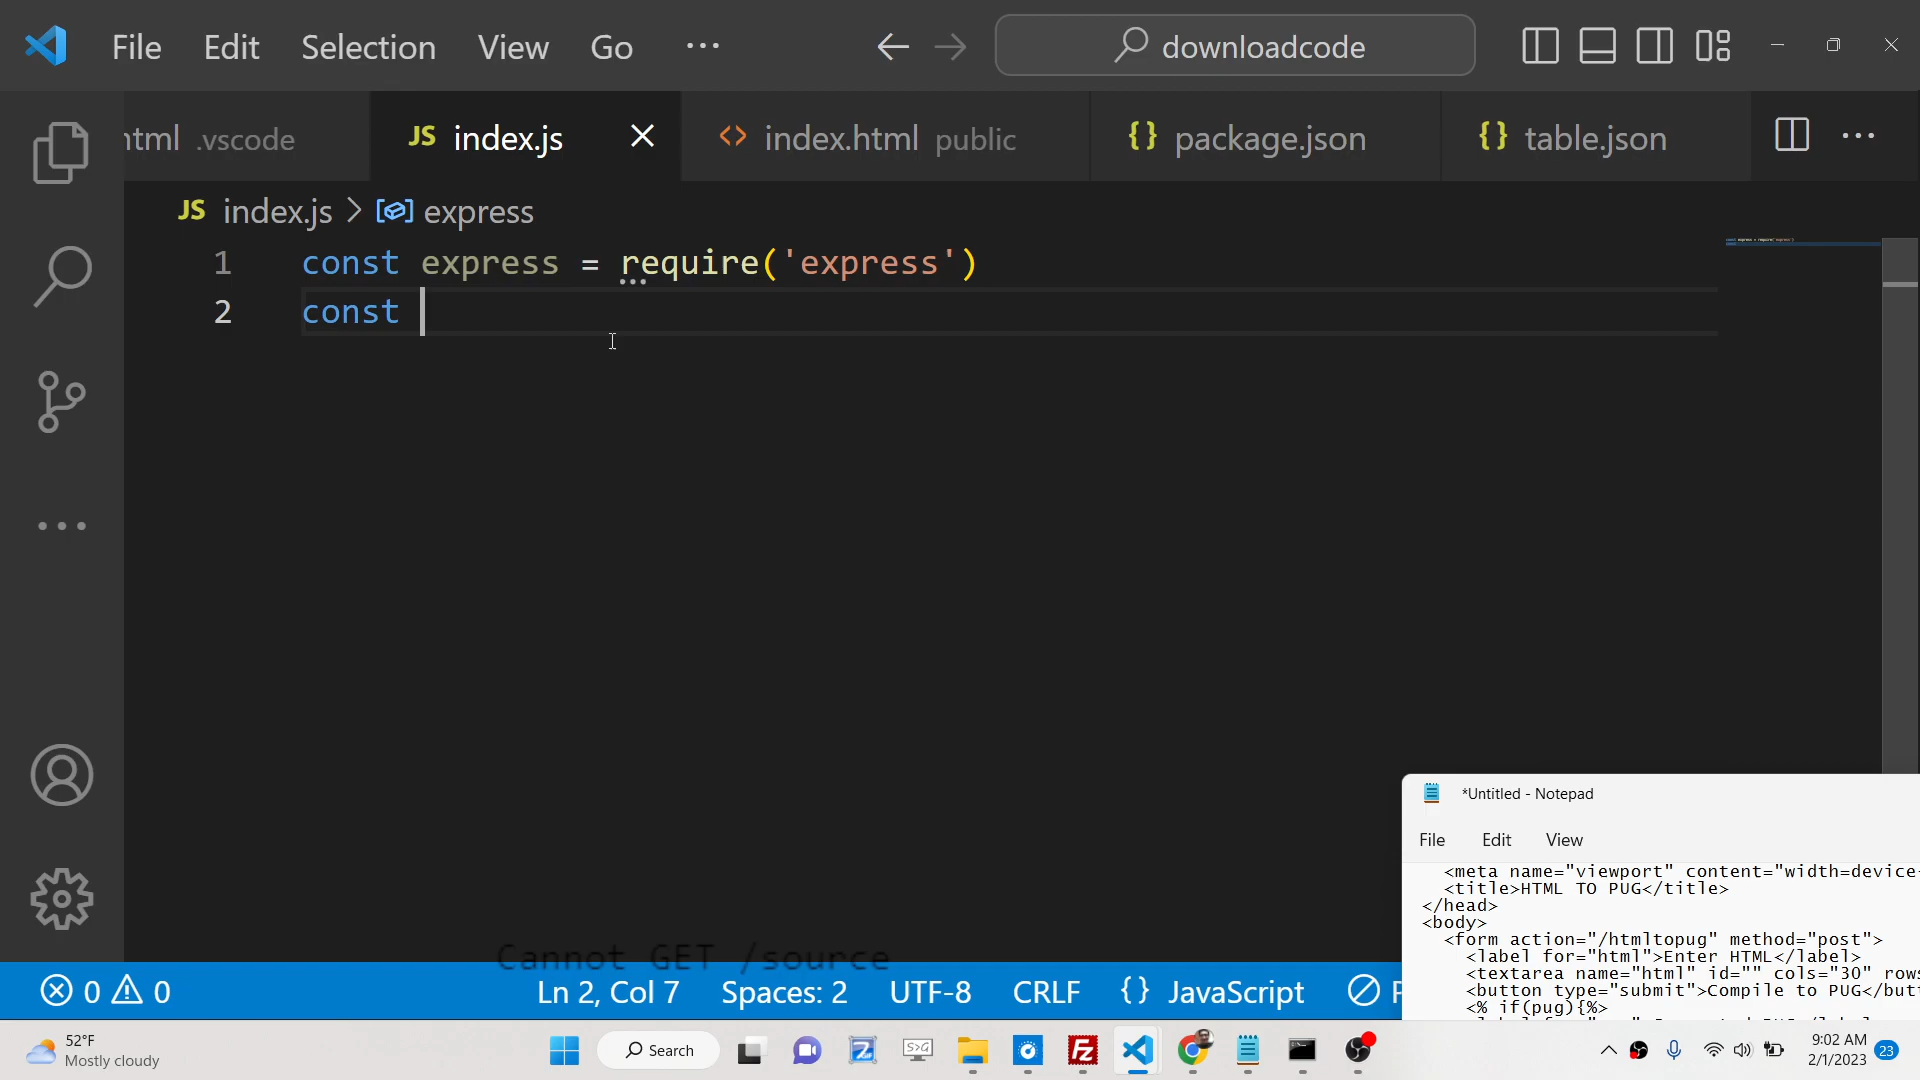 File Edit Selection View Go ··· downloadcode
html .vscode
JS index.js
index.html public
{} package.json
{} table.json
JS index.js > express
1 const express = require('express')
2 const
Cannot GET /source
0 0 Ln 2, Col 7 Spaces: 2 UTF-8 CRLF {} JavaScript
*Untitled - Notepad
File Edit View
<meta name="viewport" content="width=device-
<title>HTML TO PUG</title>
</head>
<body>
<form action="/htmltopug" method="post">
<label for="html">Enter HTML</label>
<textarea name="html" id="" cols="30" rows
<button type="submit">Compile to PUG</but
<% if(pug){%>
52°F
Mostly cloudy
Search
9:02 AM
2/1/2023
23